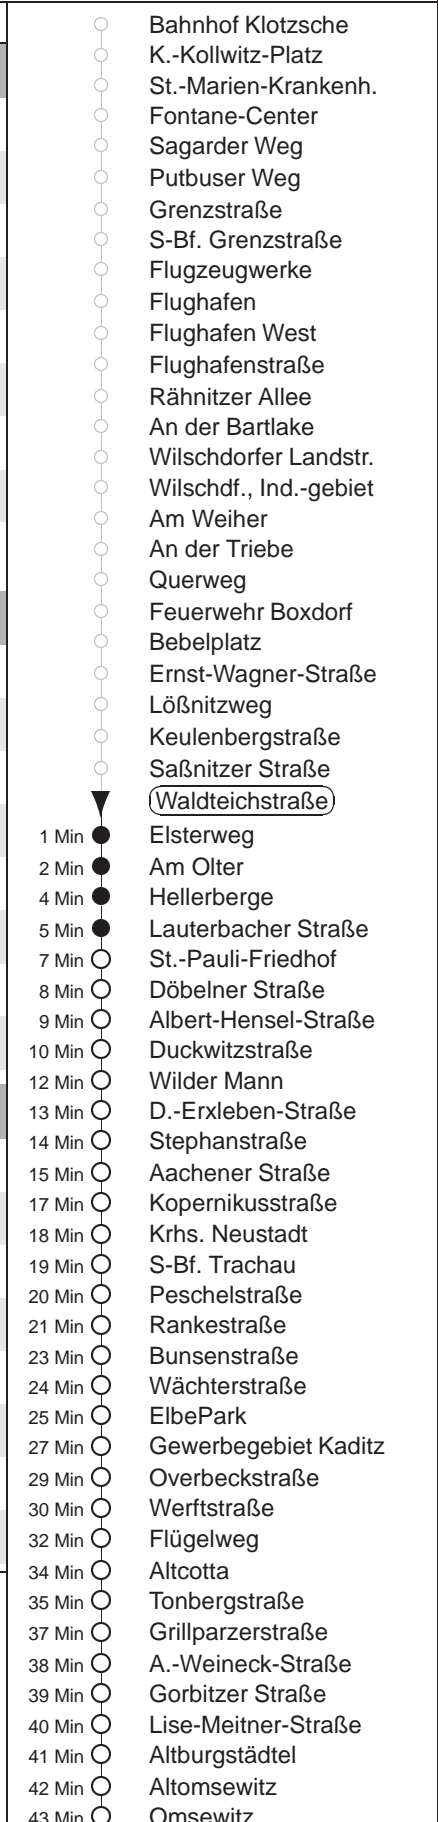 Bahnhof Klotzsche
K.-Kollwitz-Platz
St.-Marien-Krankenh.
Fontane-Center
Sagarder Weg
Putbuser Weg
Grenzstraße
S-Bf. Grenzstraße
Flugzeugwerke
Flughafen
Flughafen West
Flughafenstraße
Rähnitzer Allee
An der Bartlake
Wilschdorfer Landstr.
Wilschdf., Ind.-gebiet
Am Weiher
An der Triebe
Querweg
Feuerwehr Boxdorf
Bebelplatz
Ernst-Wagner-Straße
Lößnitzweg
Keulenbergstraße
Saßnitzer Straße
Waldteichstraße
1 Min Elsterweg
2 Min Am Olter
4 Min Hellerberge
5 Min Lauterbacher Straße
7 Min St.-Pauli-Friedhof
8 Min Döbelner Straße
9 Min Albert-Hensel-Straße
10 Min Duckwitzstraße
12 Min Wilder Mann
13 Min D.-Erxleben-Straße
14 Min Stephanstraße
15 Min Aachener Straße
17 Min Kopernikusstraße
18 Min Krhs. Neustadt
19 Min S-Bf. Trachau
20 Min Peschelstraße
21 Min Rankestraße
23 Min Bunsenstraße
24 Min Wächterstraße
25 Min ElbePark
27 Min Gewerbegebiet Kaditz
29 Min Overbeckstraße
30 Min Werftstraße
32 Min Flügelweg
34 Min Altcotta
35 Min Tonbergstraße
37 Min Grillparzerstraße
38 Min A.-Weineck-Straße
39 Min Gorbitzer Straße
40 Min Lise-Meitner-Straße
41 Min Altburgstädtel
42 Min Altomsewitz
43 Min Omsewitz